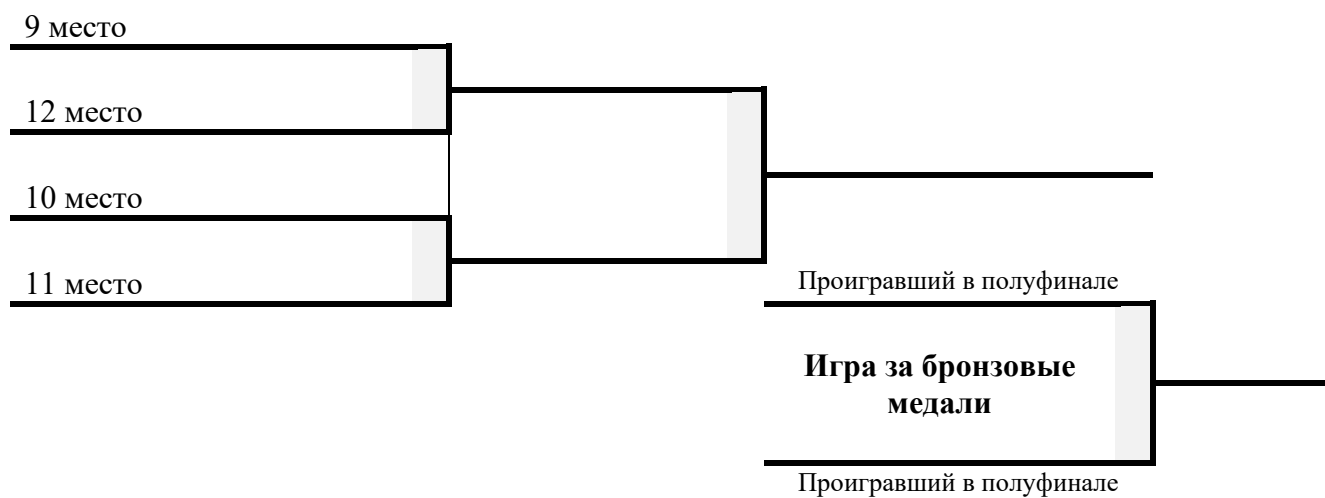 9 место
12 место
10 место
11 место
Проигравший в полуфинале
Игра за бронзовые
медали
Проигравший в полуфинале